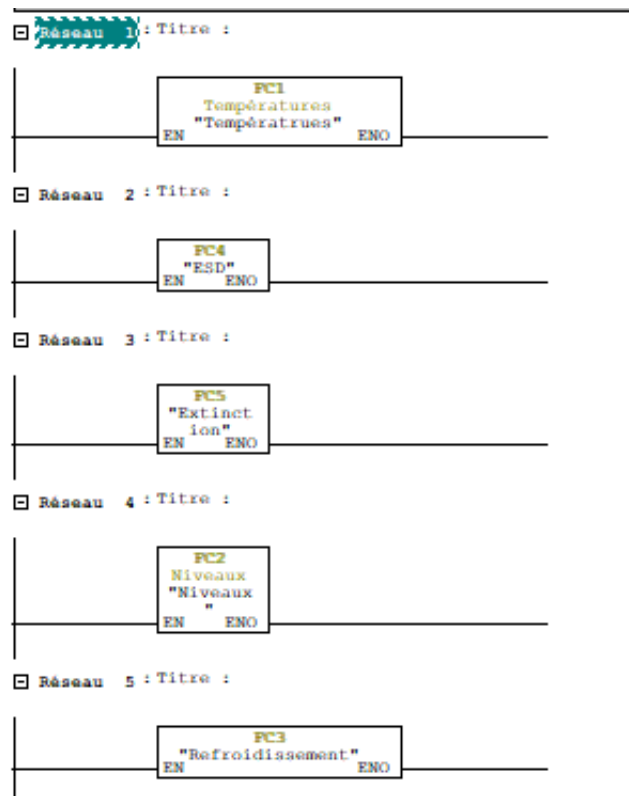 Réseau 1 : Titre :
FC1
Températures
"Températrues"
EN ENO
Réseau 2 : Titre :
FC4
"ESD"
EN ENO
Réseau 3 : Titre :
FC5
"Extinct
ion"
EN ENO
Réseau 4 : Titre :
FC2
Niveaux
"Niveaux
"
EN ENO
Réseau 5 : Titre :
FC3
"Refroidissement"
EN ENO